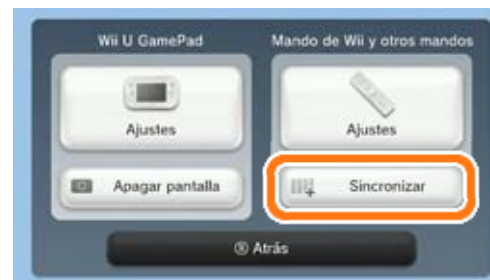 Wii U GamePad
Mando de Wii y otros mandos
Ajustes
Ajustes
Apagar pantalla
Sincronizar
Ⓑ Atrás